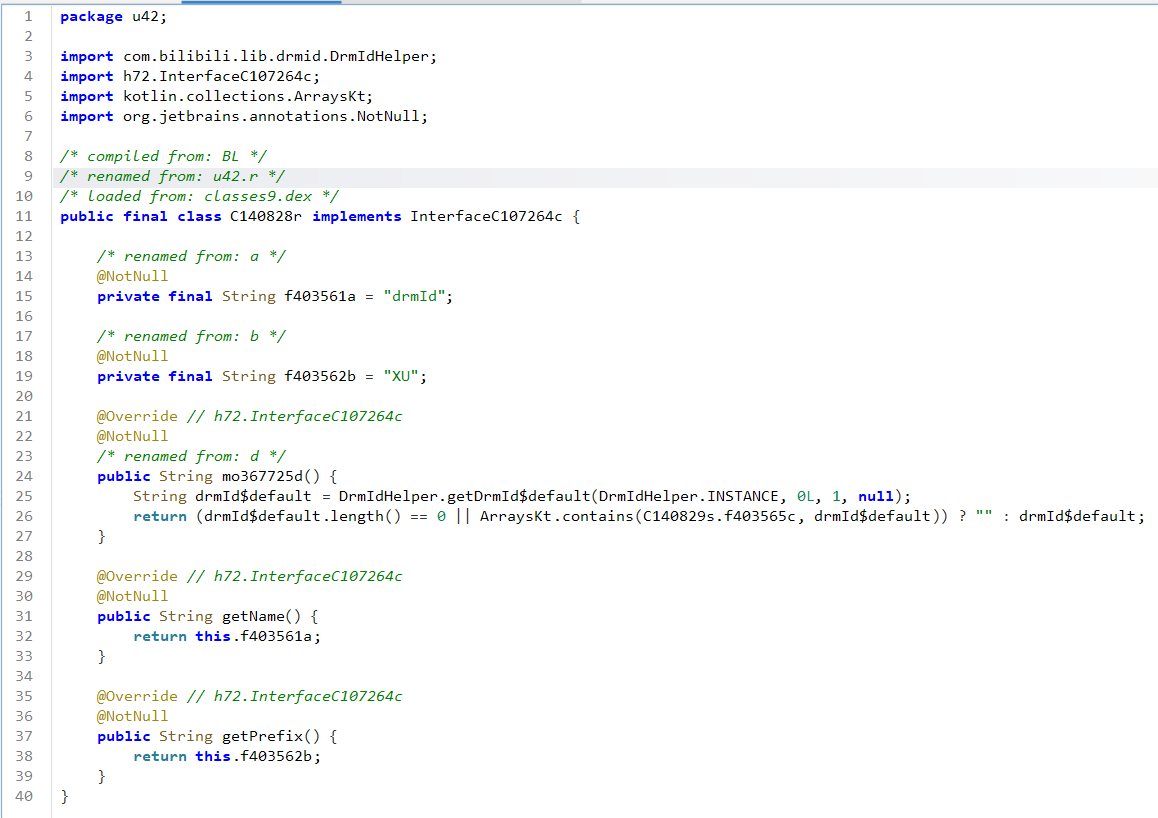 1 package u42;
2
3 import com.bilibili.lib.drmid.DrmIdHelper;
4 import h72.InterfaceC107264c;
5 import kotlin.collections.ArraysKt;
6 import org.jetbrains.annotations.NotNull;
7
8 /* compiled from: BL */
9 /* renamed from: u42.r */
10 /* loaded from: classes9.dex */
11 public final class C140828r implements InterfaceC107264c {
12
13     /* renamed from: a */
14     @NotNull
15     private final String f403561a = "drmId";
16
17     /* renamed from: b */
18     @NotNull
19     private final String f403562b = "XU";
20
21     @Override // h72.InterfaceC107264c
22     @NotNull
23     /* renamed from: d */
24     public String mo367725d() {
25         String drmId$default = DrmIdHelper.getDrmId$default(DrmIdHelper.INSTANCE, 0L, 1, null);
26         return (drmId$default.length() == 0 || ArraysKt.contains(C140829s.f403565c, drmId$default)) ? "" : drmId$default;
27     }
28
29     @Override // h72.InterfaceC107264c
30     @NotNull
31     public String getName() {
32         return this.f403561a;
33     }
34
35     @Override // h72.InterfaceC107264c
36     @NotNull
37     public String getPrefix() {
38         return this.f403562b;
39     }
40 }